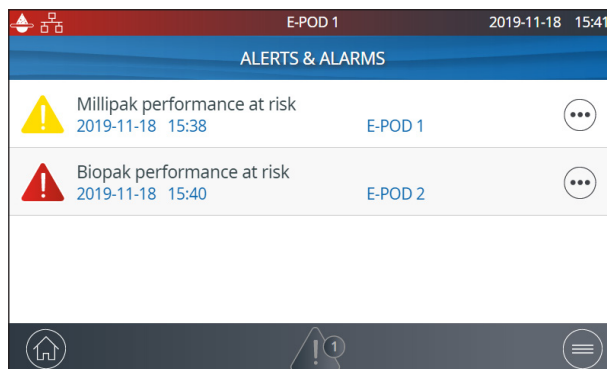 E-POD 1 2019-11-18 15:41
ALERTS & ALARMS
Millipak performance at risk
2019-11-18 15:38 E-POD 1
Biopak performance at risk
2019-11-18 15:40 E-POD 2
1